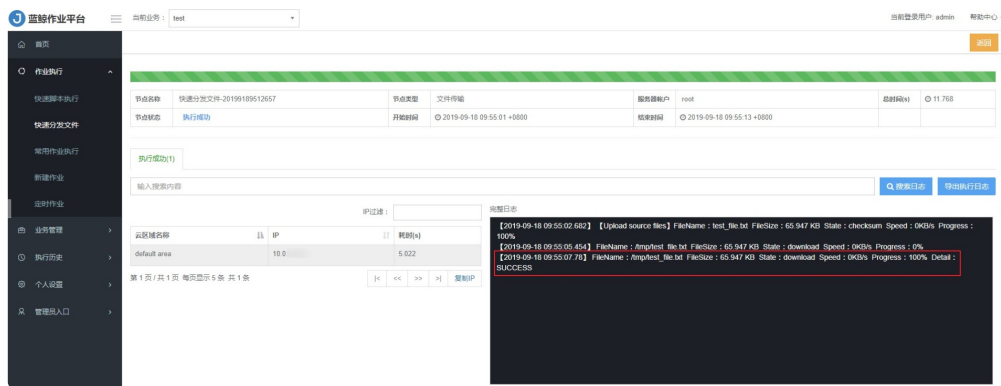 蓝鲸作业平台
当前业务： test
当前登录用户: admin 帮助中心
首页
返回
作业执行
快速脚本执行
快速分发文件
常用作业执行
新建作业
定时作业
业务管理
执行历史
个人设置
管理员入口
节点名称 快速分发文件-20199189512657 节点类型 文件传输 服务器帐户 root 总时间(s) 11.768
节点状态 执行成功 开始时间 2019-09-18 09:55:01 +0800 结束时间 2019-09-18 09:55:13 +0800
执行成功(1)
输入搜索内容 搜索日志 导出执行日志
IP过滤：
云区域名称 IP 耗时(s)
default area 10.0 5.022
第 1 页 / 共 1 页 每页显示 5 条 共 1 条 |< << >> >| 复制IP
完整日志
【2019-09-18 09:55:02.682】 【Upload source files】FileName：test_file.txt FileSize：65.947 KB State：checksum Speed：0KB/s Progress：
100%
【2019-09-18 09:55:05.454】 FileName：/tmp/test_file.txt FileSize：65.947 KB State：download Speed：0KB/s Progress：0%
【2019-09-18 09:55:07.78】 FileName：/tmp/test_file.txt FileSize：65.947 KB State：download Speed：0KB/s Progress：100% Detail：
SUCCESS